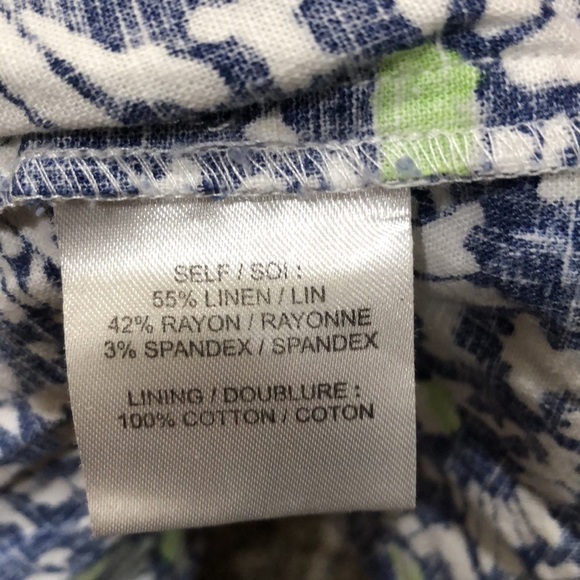 SELF / SOI :
55% LINEN / LIN
42% RAYON / RAYONNE
3% SPANDEX / SPANDEX
LINING / DOUBLURE :
100% COTTON / COTON